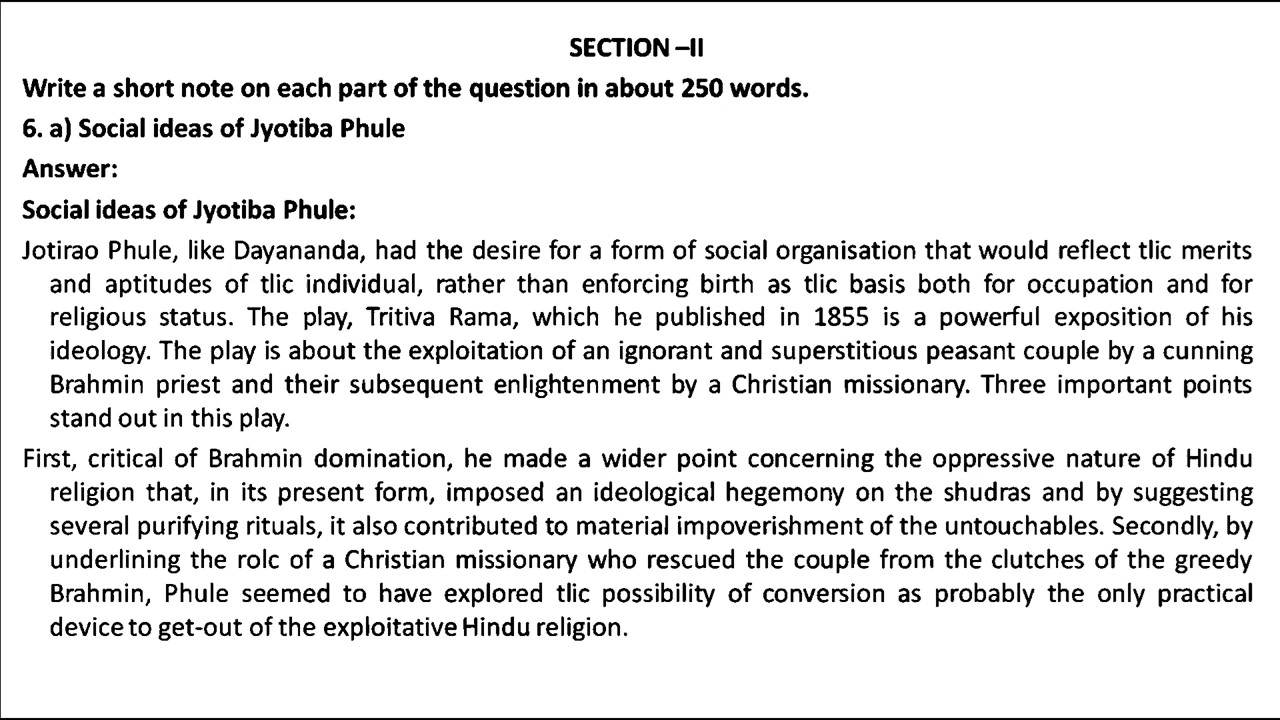 SECTION –II
Write a short note on each part of the question in about 250 words.
6. a) Social ideas of Jyotiba Phule
Answer:
Social ideas of Jyotiba Phule:
Jotirao Phule, like Dayananda, had the desire for a form of social organisation that would reflect tlic merits
and aptitudes of tlic individual, rather than enforcing birth as tlic basis both for occupation and for
religious status. The play, Tritiva Rama, which he published in 1855 is a powerful exposition of his
ideology. The play is about the exploitation of an ignorant and superstitious peasant couple by a cunning
Brahmin priest and their subsequent enlightenment by a Christian missionary. Three important points
stand out in this play.
First, critical of Brahmin domination, he made a wider point concerning the oppressive nature of Hindu
religion that, in its present form, imposed an ideological hegemony on the shudras and by suggesting
several purifying rituals, it also contributed to material impoverishment of the untouchables. Secondly, by
underlining the rolc of a Christian missionary who rescued the couple from the clutches of the greedy
Brahmin, Phule seemed to have explored tlic possibility of conversion as probably the only practical
device to get-out of the exploitative Hindu religion.